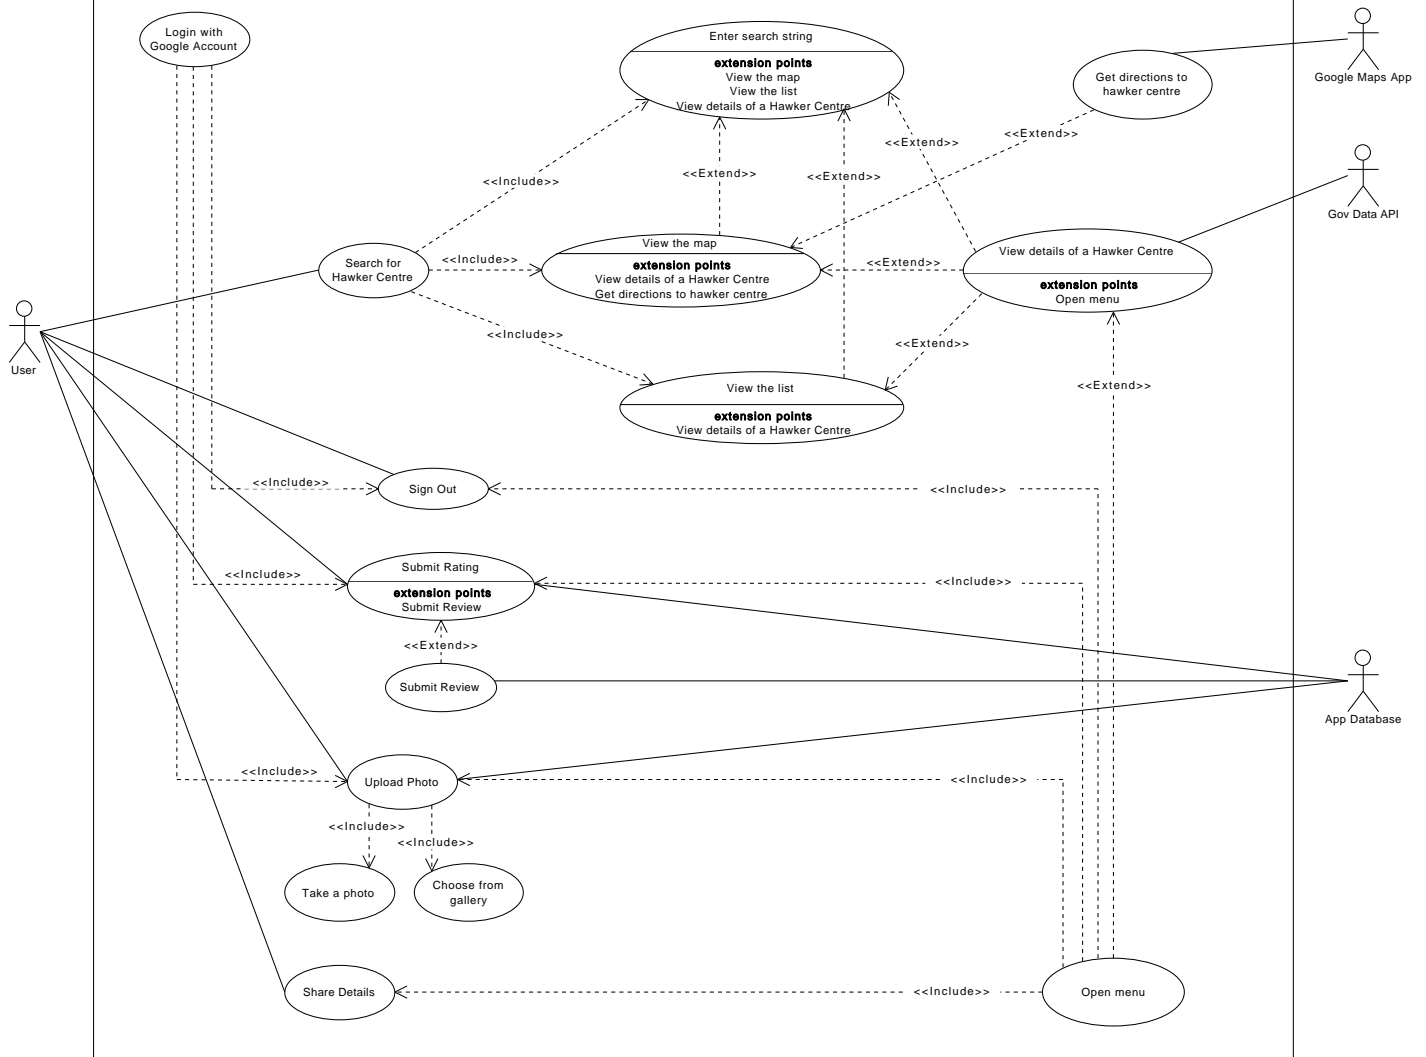 Login with
Google Account
Enter search string
extension points
View the map
View the list
View details of a Hawker Centre
Get directions to
hawker centre
Google Maps App
<<Extend>>
<<Extend>>
<<Include>>
<<Extend>>
<<Extend>>
Gov Data API
Search for
Hawker Centre
<<Include>>
View the map
extension points
View details of a Hawker Centre
Get directions to hawker centre
<<Extend>>
View details of a Hawker Centre
extension points
Open menu
User
<<Include>>
<<Extend>>
<<Extend>>
View the list
extension points
View details of a Hawker Centre
<<Include>>
Sign Out
<<Include>>
<<Include>>
Submit Rating
extension points
Submit Review
<<Include>>
<<Extend>>
Submit Review
App Database
<<Include>>
Upload Photo
<<Include>>
<<Include>>
<<Include>>
Take a photo
Choose from
gallery
Share Details
<<Include>>
Open menu